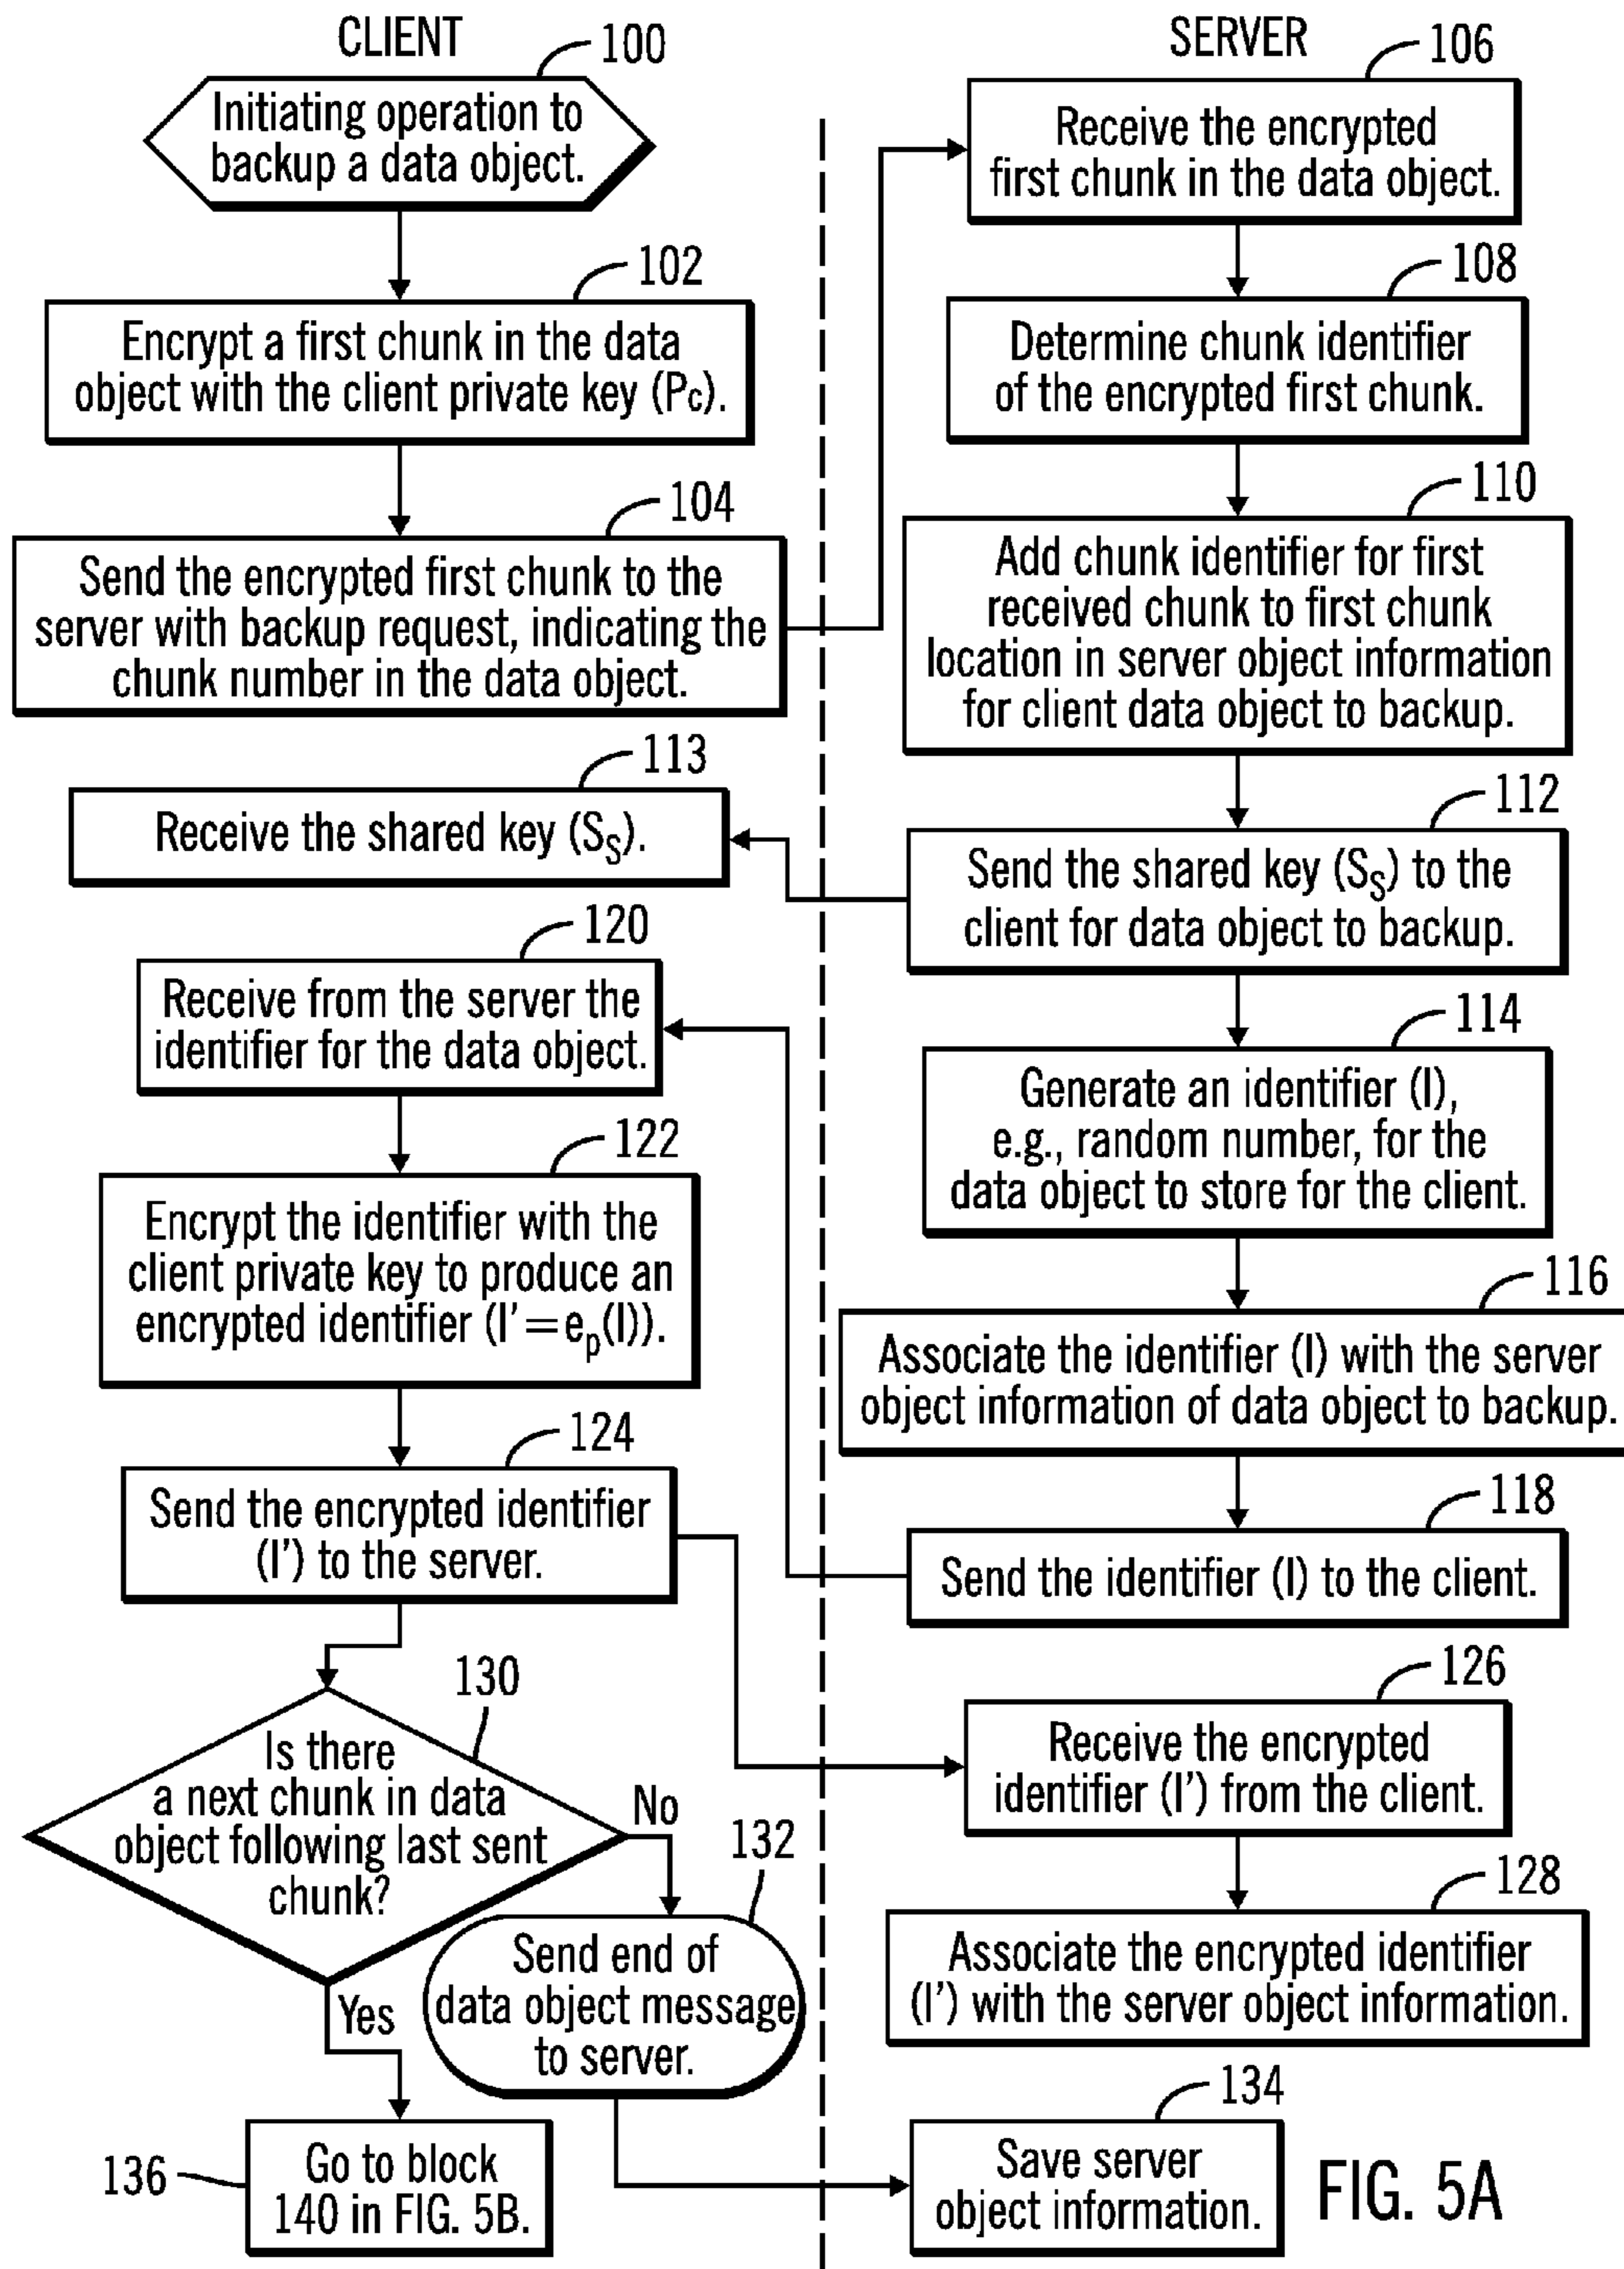 CLIENT
100
Initiating operation to
backup a data object.
102
Encrypt a first chunk in the data
object with the client private key (Pc).
104
Send the encrypted first chunk to the
server with backup request, indicating the
chunk number in the data object.
113
Receive the shared key (SS).
120
Receive from the server the
identifier for the data object.
122
Encrypt the identifier with the
client private key to produce an
encrypted identifier (I'=ep(I)).
124
Send the encrypted identifier
(I') to the server.
130
Is there
a next chunk in data
object following last sent
chunk?
No
132
Send end of
data object message
to server.
Yes
136
Go to block
140 in FIG. 5B.
SERVER
106
Receive the encrypted
first chunk in the data object.
108
Determine chunk identifier
of the encrypted first chunk.
110
Add chunk identifier for first
received chunk to first chunk
location in server object information
for client data object to backup.
112
Send the shared key (SS) to the
client for data object to backup.
114
Generate an identifier (I),
e.g., random number, for the
data object to store for the client.
116
Associate the identifier (I) with the server
object information of data object to backup.
118
Send the identifier (I) to the client.
126
Receive the encrypted
identifier (I') from the client.
128
Associate the encrypted identifier
(I') with the server object information.
134
Save server
object information.
FIG. 5A